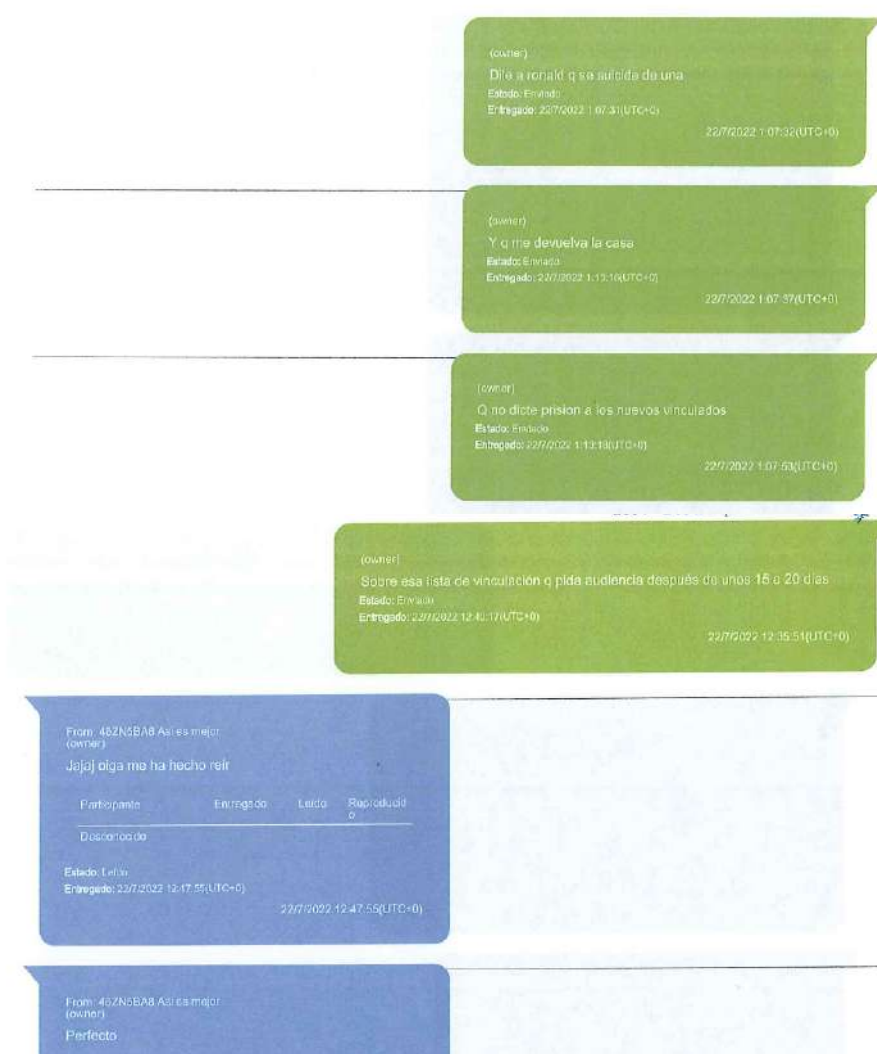 (owner)
Dile a ronald q se suicide de una
Estado: Enviado
Entregado: 22/7/2022 1:07:31(UTC+0)
22/7/2022 1:07:32(UTC+0)
(owner)
Y q me devuelva la casa
Estado: Enviado
Entregado: 22/7/2022 1:13:18(UTC+0)
22/7/2022 1:07:37(UTC+0)
(owner)
Q no dicte prision a los nuevos vinculados
Estado: Enviado
Entregado: 22/7/2022 1:13:18(UTC+0)
22/7/2022 1:07:53(UTC+0)
(owner)
Sobre esa lista de vinculación q pida audiencia después de unos 15 a 20 días
Estado: Enviado
Entregado: 22/7/2022 12:40:17(UTC+0)
22/7/2022 12:35:51(UTC+0)
From: 48ZN5BA8 Asi es mejor
(owner)
Jajaj oiga me ha hecho reír
Participante Entregado Leído Reproducid
o
Desconocido
Estado: Leído
Entregado: 22/7/2022 12:47:55(UTC+0)
22/7/2022 12:47:55(UTC+0)
From: 48ZN5BA8 Asi es mejor
(owner)
Perfecto